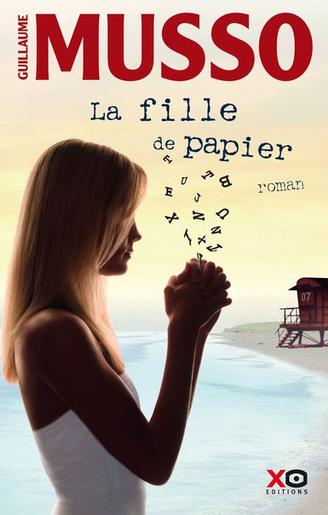 GUILLAUME
MUSSO
La fille
de papier
roman
07
XO
EDITIONS